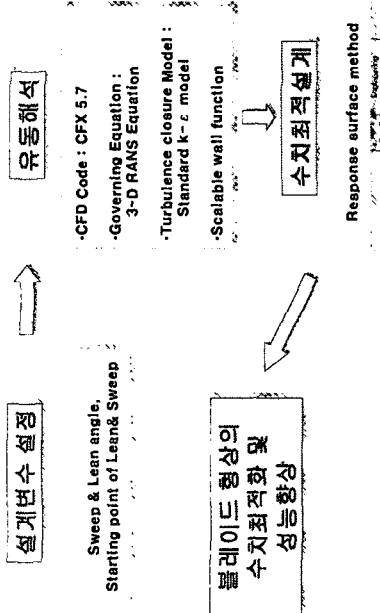 설계변수 설정
Sweep & Lean angle,
Starting point of Lean& Sweep
유동해석
·CFD Code : CFX 5.7
·Governing Equation :
3-D RANS Equation
·Turbulence closure Model :
Standard k-ε model
·Scalable wall function
수치최적설계
Response surface method
블레이드 형상의
수치최적화 및
성능향상